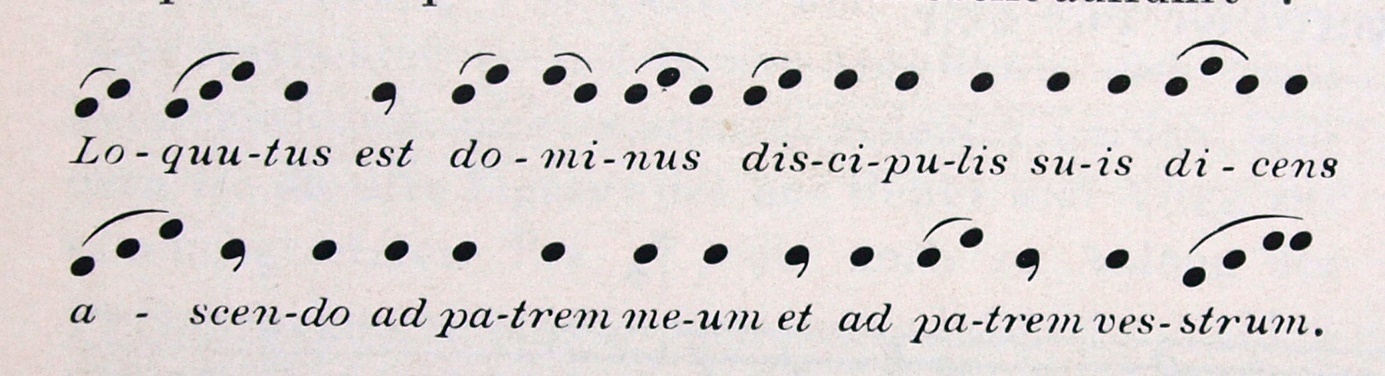 Lo-quu-tus est do-mi-nus dis-ci-pu-lis su-is di-cens
a - scen-do ad pa-trem me-um et ad pa-trem ves-strum.